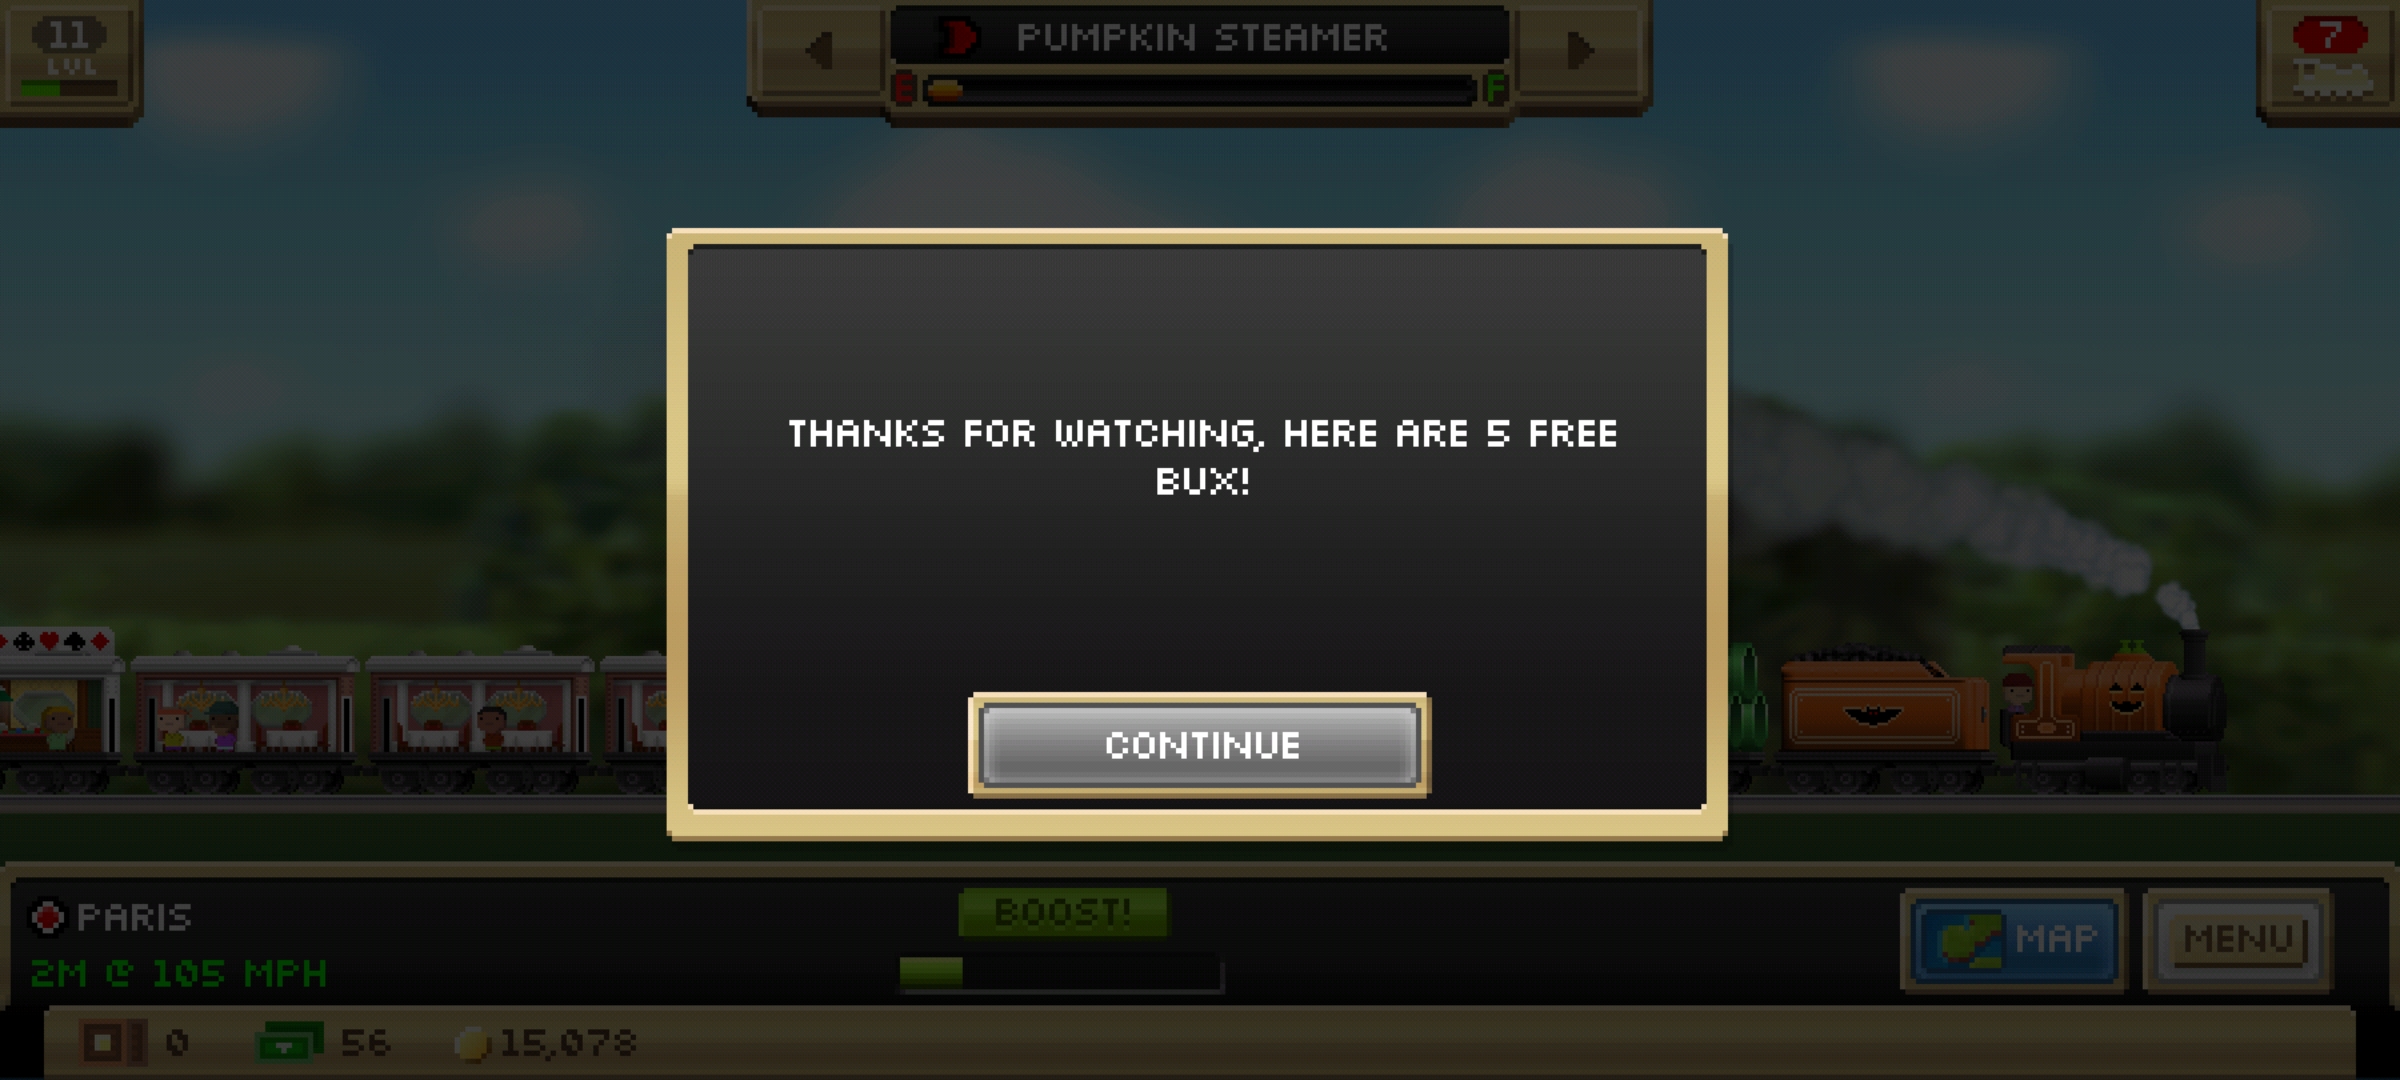 11
LVL
PUMPKIN STEAMER
E
F
7
THANKS FOR WATCHING, HERE ARE 5 FREE
BUX!
CONTINUE
PARIS
2M @ 105 MPH
BOOST!
MAP
MENU
0
56
15,078